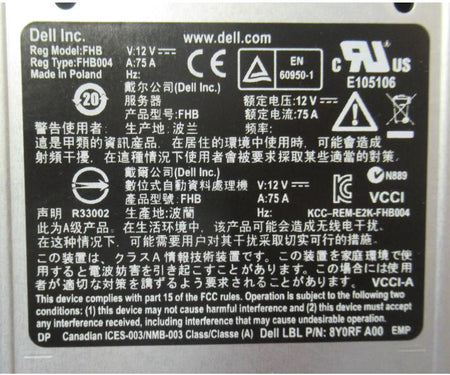 Dell Inc. www.dell.com
Reg Model:FHB V:12 V⎓
Reg Type:FHB004 A:75 A
Made in Poland Hz:
CE EN 60950-1 c UL US E105106
20 戴尔公司(Dell Inc.)
服务器 额定电压:12 V⎓
产品型号:FHB 额定电流:75 A
警告使用者: 生产地: 波兰 频率:
這是甲類的資訊産品, 在居住的環境中使用時, 可能會造成
射頻干擾, 在這種情況下使用者會被要求採取某些適當的對策.
戴爾公司(Dell Inc.) N889
數位式自動資料處理機 V:12 V⎓
产品型号:FHB A:75 A VCCI
声明 R33002 生産地: 波蘭 KCC-REM-E2K-FHB004
此为A级产品。在生活环境中, 该产品可能会造成无线电干扰、
在这种情况下, 可能需要用户对其干扰采取切实可行的措施.
この装置は、クラスA情報技術装置です。この装置を家庭環境で使
用すると電波妨害を引き起こすことがあります。この場合には使用
者が適切な対策を講ずるよう要求されることがあります。 VCCI-A
This device complies with part 15 of the FCC rules. Operation is subject to the following two
conditions: (1) this device may not cause harmful interference and (2) this device must accept
any interference received, including interference that may cause undesired operation.
DP Canadian ICES-003/NMB-003 Class/Classe (A) Dell LBL P/N: 8Y0RF A00 EMP